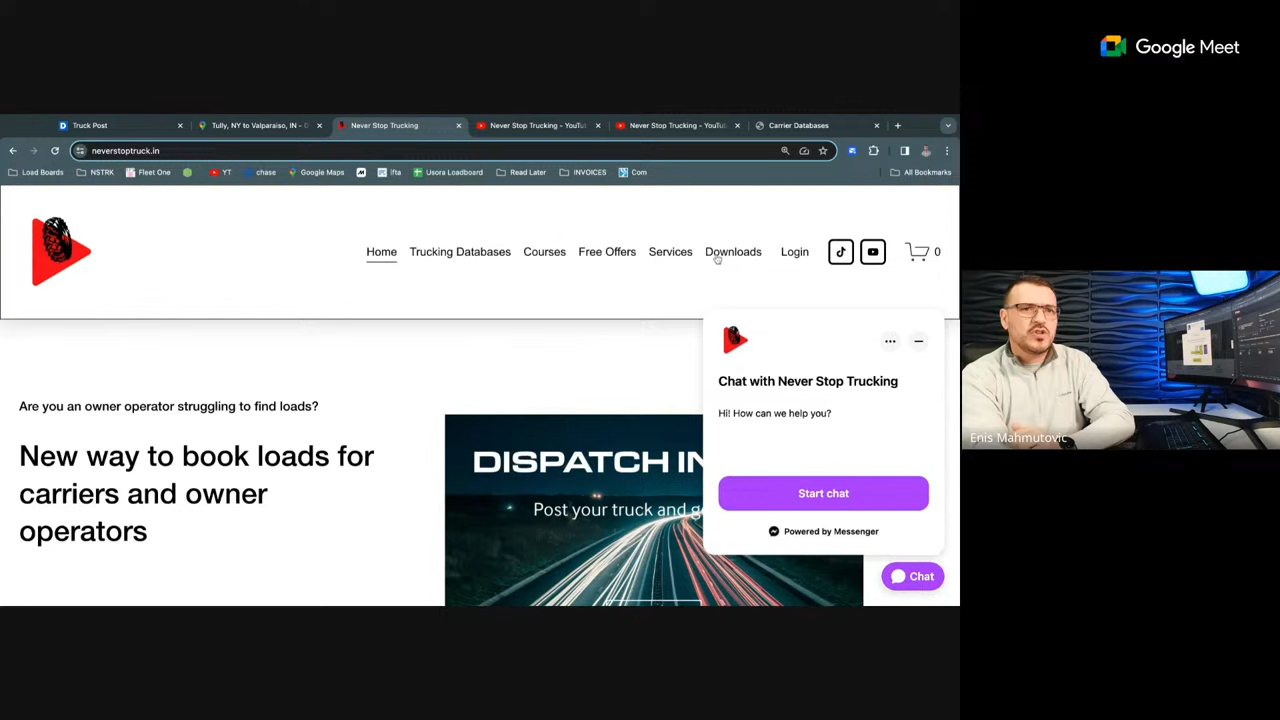 Google Meet
Truck Post
Tully, NY to Valparaiso, IN - G
Never Stop Trucking
Never Stop Trucking - YouTu
Never Stop Trucking - YouTu
Carrier Databases
neverstoptruck.in
Load Boards
NSTRK
Fleet One
YT
chase
Google Maps
ifta
Usora Loadboard
Read Later
INVOICES
Com
All Bookmarks
Home
Trucking Databases
Courses
Free Offers
Services
Downloads
Login
0
Chat with Never Stop Trucking
Hi! How can we help you?
Start chat
Powered by Messenger
Chat
Are you an owner operator struggling to find loads?
New way to book loads for
carriers and owner
operators
DISPATCH IN
Post your truck and g
Enis Mahmutovic